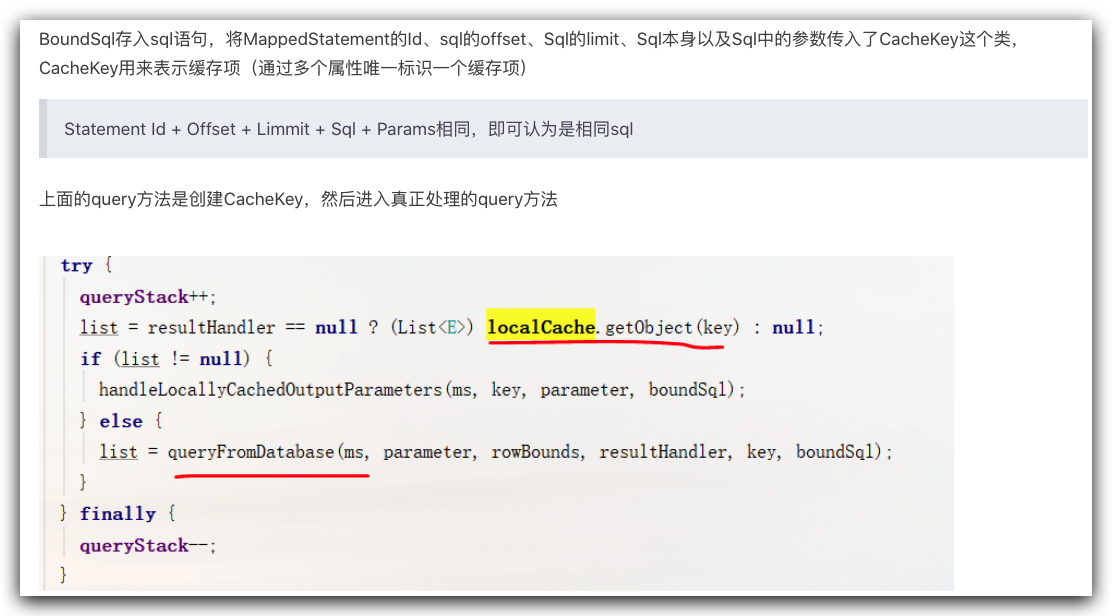 BoundSql存入sql语句，将MappedStatement的Id、sql的offset、Sql的limit、Sql本身以及Sql中的参数传入了CacheKey这个类，
CacheKey用来表示缓存项（通过多个属性唯一标识一个缓存项）
Statement Id + Offset + Limmit + Sql + Params相同，即可认为是相同sql
上面的query方法是创建CacheKey，然后进入真正处理的query方法
try {
queryStack++;
list = resultHandler == null ? (List<E>) localCache.getObject(key) : null;
if (list != null) {
handleLocallyCachedOutputParameters(ms, key, parameter, boundSql);
} else {
list = queryFromDatabase(ms, parameter, rowBounds, resultHandler, key, boundSql);
}
} finally {
queryStack--;
}